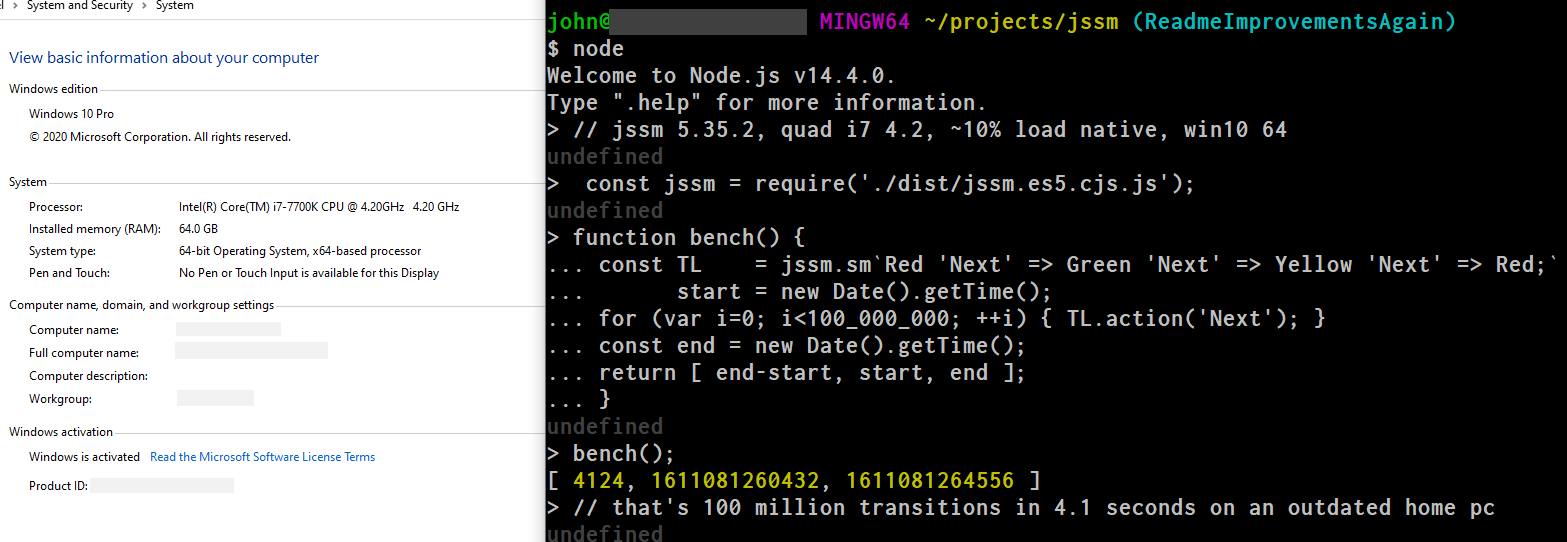 el › System and Security › System
View basic information about your computer
Windows edition
Windows 10 Pro
© 2020 Microsoft Corporation. All rights reserved.
System
Processor: Intel(R) Core(TM) i7-7700K CPU @ 4.20GHz 4.20 GHz
Installed memory (RAM): 64.0 GB
System type: 64-bit Operating System, x64-based processor
Pen and Touch: No Pen or Touch Input is available for this Display
Computer name, domain, and workgroup settings
Computer name:
Full computer name:
Computer description:
Workgroup:
Windows activation
Windows is activated Read the Microsoft Software License Terms
Product ID:
john@ MINGW64 ~/projects/jssm (ReadmeImprovementsAgain)
$ node
Welcome to Node.js v14.4.0.
Type ".help" for more information.
> // jssm 5.35.2, quad i7 4.2, ~10% load native, win10 64
undefined
>  const jssm = require('./dist/jssm.es5.cjs.js');
undefined
> function bench() {
... const TL    = jssm.sm`Red 'Next' => Green 'Next' => Yellow 'Next' => Red;`
...       start = new Date().getTime();
... for (var i=0; i<100_000_000; ++i) { TL.action('Next'); }
... const end = new Date().getTime();
... return [ end-start, start, end ];
... }
undefined
> bench();
[ 4124, 1611081260432, 1611081264556 ]
> // that's 100 million transitions in 4.1 seconds on an outdated home pc
undefined